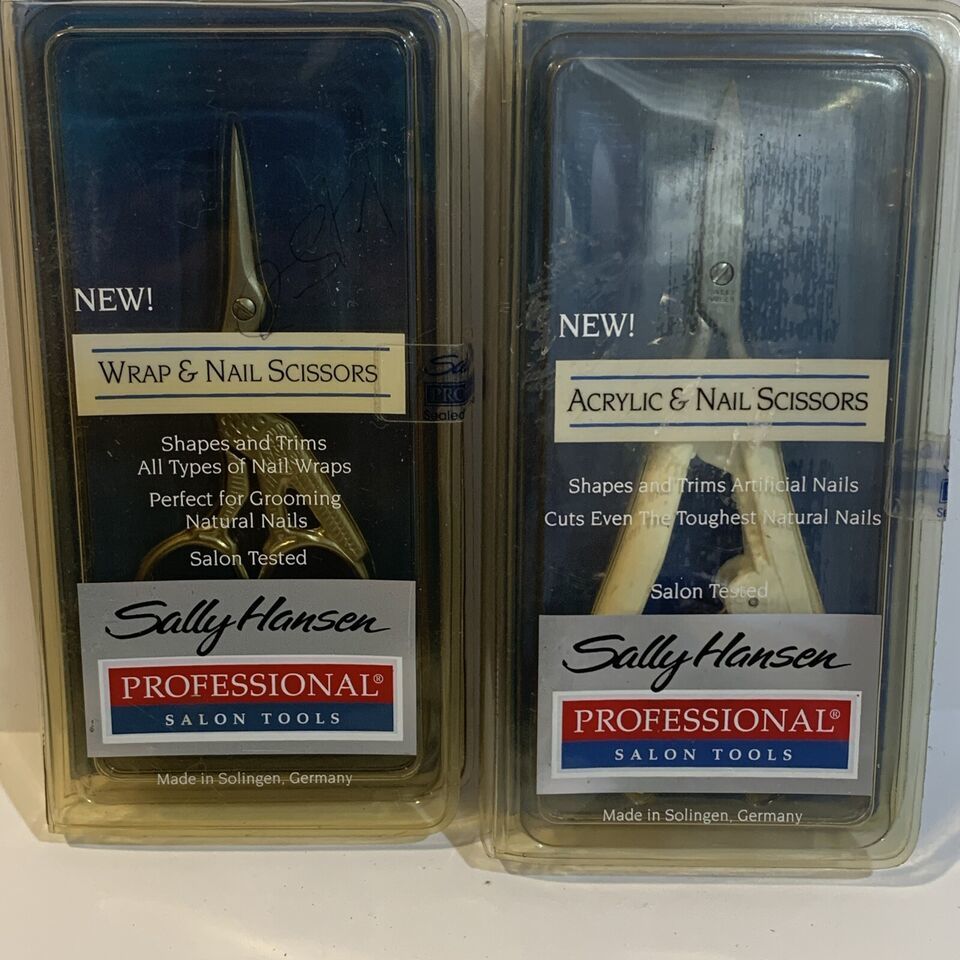 NEW!
WRAP & NAIL SCISSORS
Shapes and Trims
All Types of Nail Wraps
Perfect for Grooming
Natural Nails
Salon Tested
Sally Hansen
PROFESSIONAL®
SALON TOOLS
Made in Solingen, Germany
PRO
Sealed
NEW!
ACRYLIC & NAIL SCISSORS
Shapes and Trims Artificial Nails
Cuts Even The Toughest Natural Nails
Salon Tested
Sally Hansen
PROFESSIONAL®
SALON TOOLS
Made in Solingen, Germany